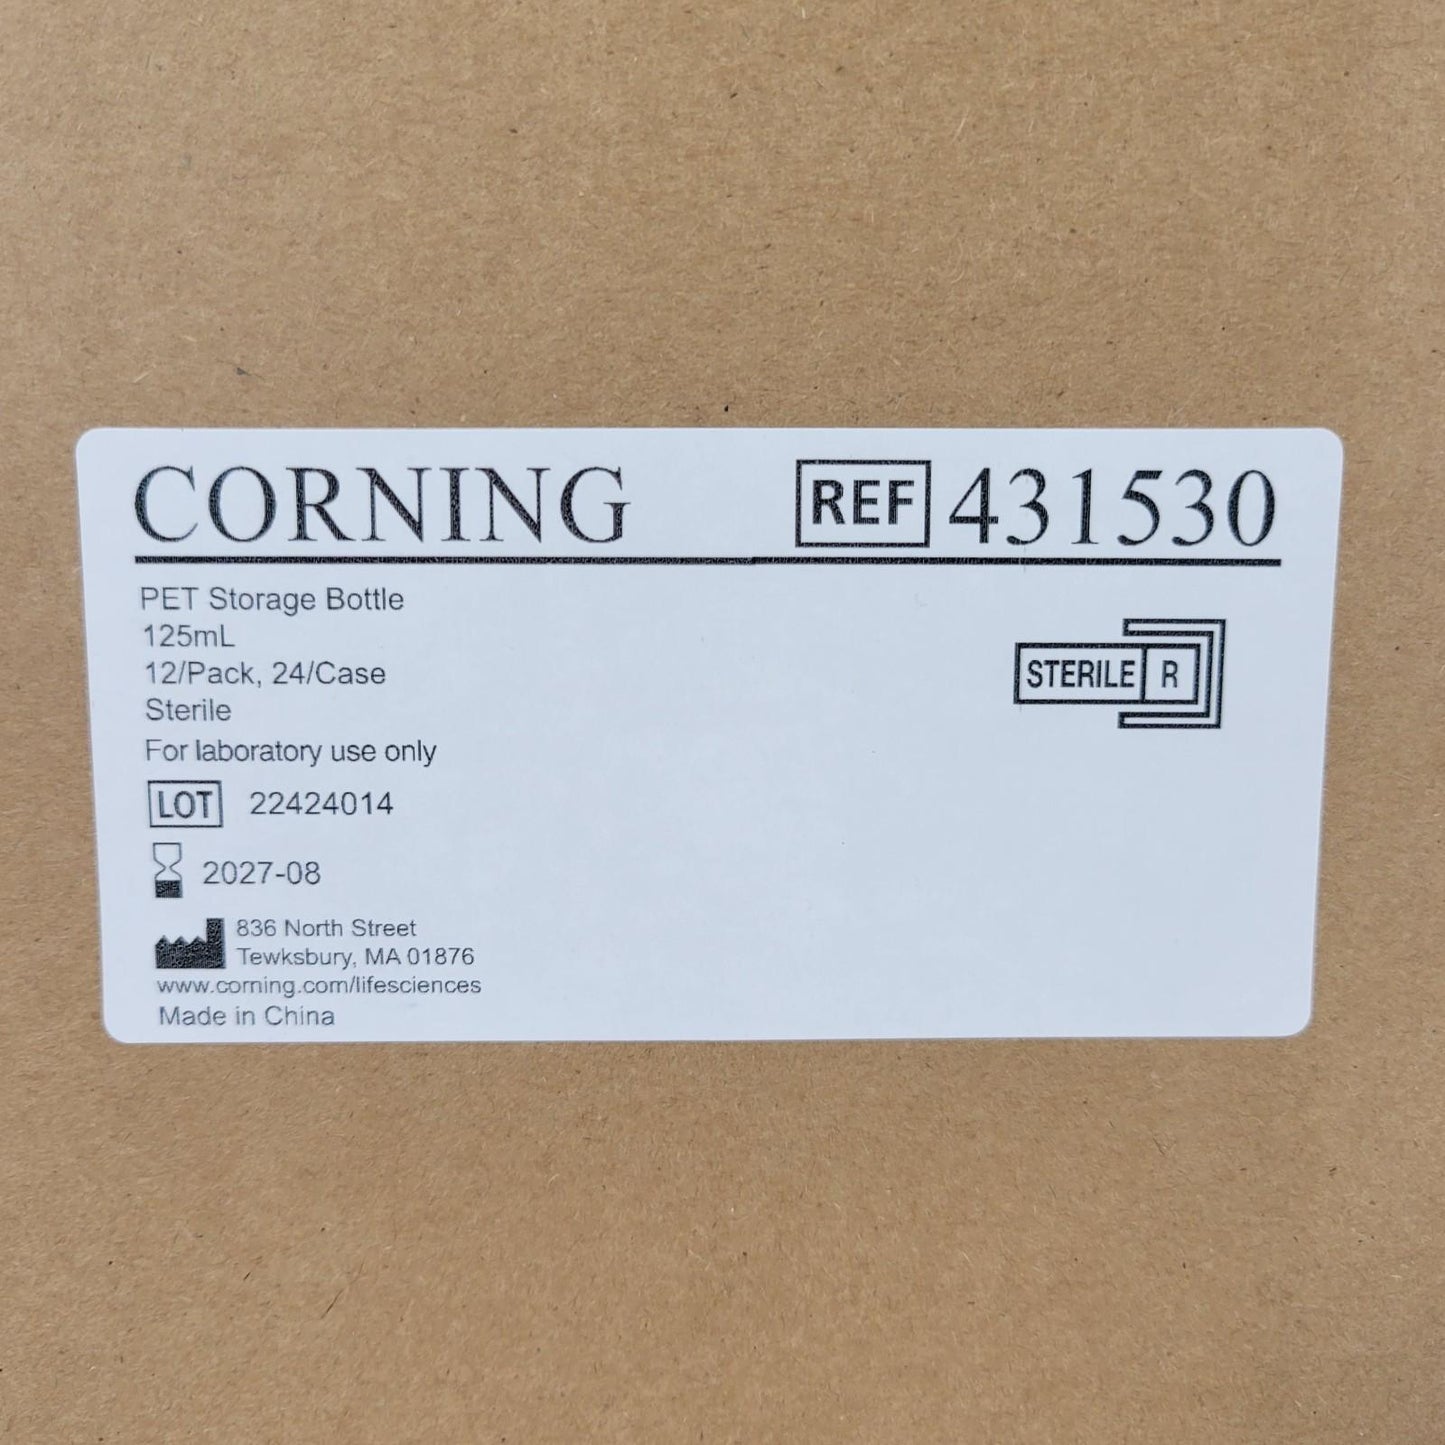 CORNING REF 431530
PET Storage Bottle
125mL
12/Pack, 24/Case
Sterile
STERILE R
For laboratory use only
LOT 22424014
2027-08
836 North Street
Tewksbury, MA 01876
www.corning.com/lifesciences
Made in China